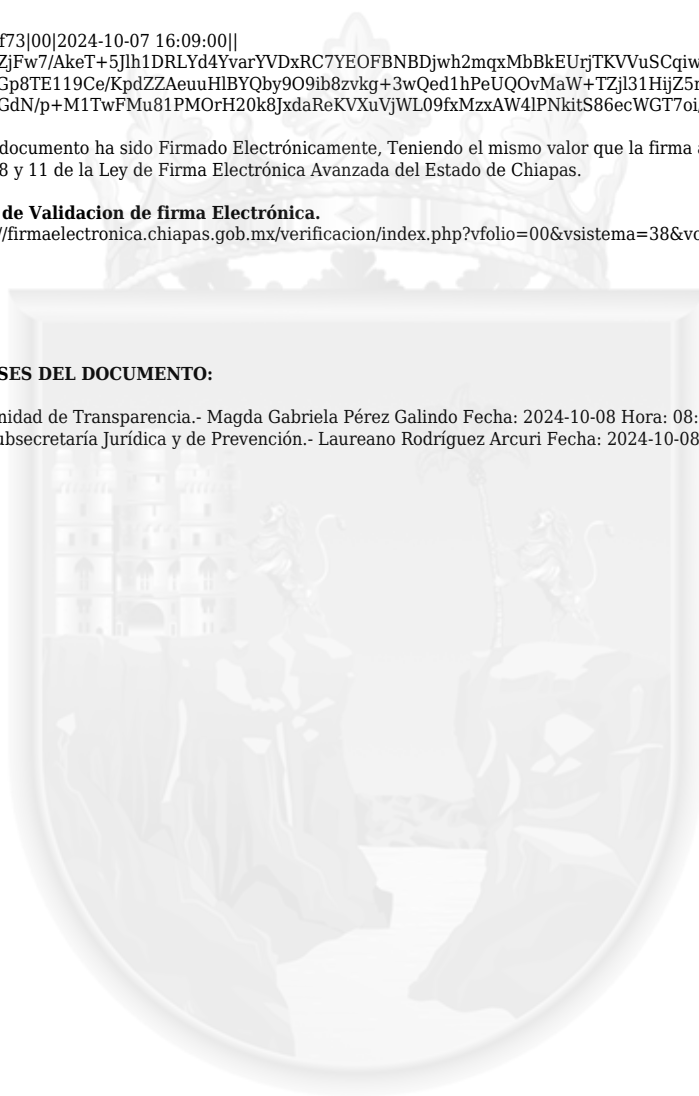 f73|00|2024-10-07 16:09:00||
ZjFw7/AkeT+5Jlh1DRLYd4YvarYVDxRC7YEOFBNBDjwh2mqxMbBkEUrjTKVVuSCqiw
Gp8TE119Ce/KpdZZAeuuHlBYQby9O9ib8zvkg+3wQed1hPeUQOvMaW+TZjl31HijZ5r
GdN/p+M1TwFMu81PMOrH20k8JxdaReKVXuVjWL09fxMzxAW4lPNkitS86ecWGT7oi,
documento ha sido Firmado Electrónicamente, Teniendo el mismo valor que la firma a
8 y 11 de la Ley de Firma Electrónica Avanzada del Estado de Chiapas.
de Validacion de firma Electrónica.
//firmaelectronica.chiapas.gob.mx/verificacion/index.php?vfolio=00&vsistema=38&vc
SES DEL DOCUMENTO:
nidad de Transparencia.- Magda Gabriela Pérez Galindo Fecha: 2024-10-08 Hora: 08:
ubsecretaría Jurídica y de Prevención.- Laureano Rodríguez Arcuri Fecha: 2024-10-08